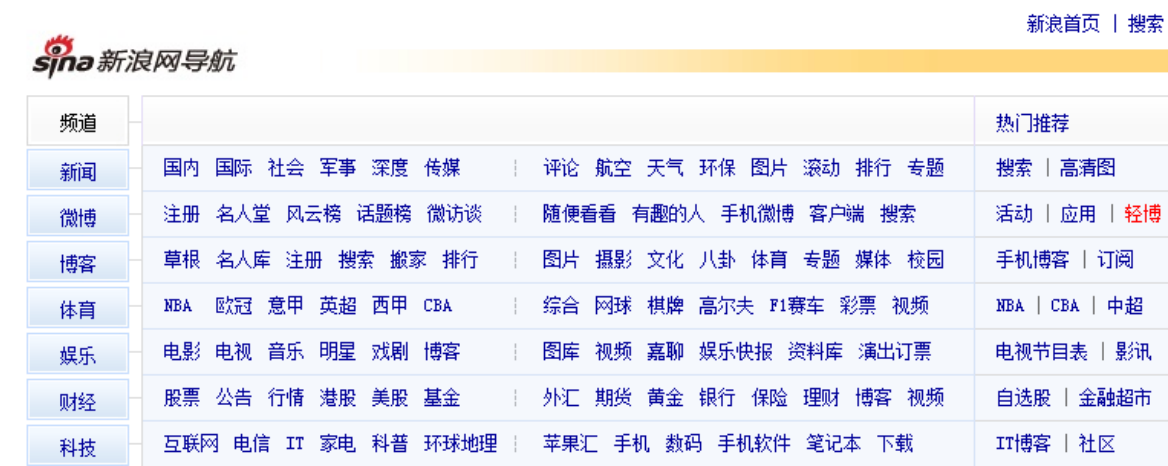 新浪首页 | 搜索
sina新浪网导航
频道 热门推荐
新闻 国内 国际 社会 军事 深度 传媒 ¦ 评论 航空 天气 环保 图片 滚动 排行 专题 搜索 | 高清图
微博 注册 名人堂 风云榜 话题榜 微访谈 ¦ 随便看看 有趣的人 手机微博 客户端 搜索 活动 | 应用 | 轻博
博客 草根 名人库 注册 搜索 搬家 排行 ¦ 图片 摄影 文化 八卦 体育 专题 媒体 校园 手机博客 | 订阅
体育 NBA 欧冠 意甲 英超 西甲 CBA ¦ 综合 网球 棋牌 高尔夫 F1赛车 彩票 视频 NBA | CBA | 中超
娱乐 电影 电视 音乐 明星 戏剧 博客 ¦ 图库 视频 嘉聊 娱乐快报 资料库 演出订票 电视节目表 | 影讯
财经 股票 公告 行情 港股 美股 基金 ¦ 外汇 期货 黄金 银行 保险 理财 博客 视频 自选股 | 金融超市
科技 互联网 电信 IT 家电 科普 环球地理 ¦ 苹果汇 手机 数码 手机软件 笔记本 下载 IT博客 | 社区